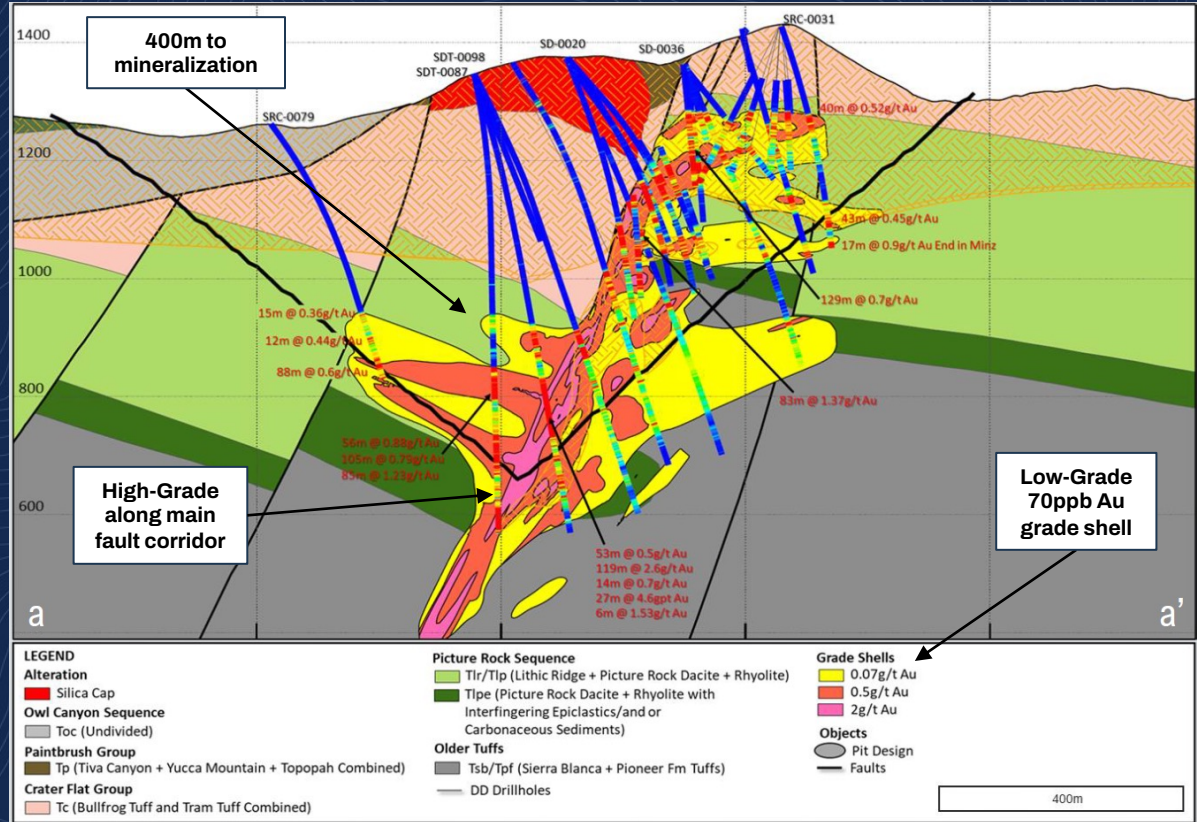 400m to
mineralization
SRC-0031
SD-0020
SDT-0098
SD-0036
SDT-0087
SRC-0079
1400
1200
1000
800
600
40m @ 0.52g/t Au
43m @ 0.45g/t Au
17m @ 0.9g/t Au End in Minz
129m @ 0.7g/t Au
83m @ 1.37g/t Au
15m @ 0.36g/t Au
12m @ 0.44g/t Au
88m @ 0.6g/t Au
56m @ 0.88g/t Au
105m @ 0.79g/t Au
85m @ 1.23g/t Au
High-Grade
along main
fault corridor
Low-Grade
70ppb Au
grade shell
53m @ 0.5g/t Au
119m @ 2.6g/t Au
14m @ 0.7g/t Au
27m @ 4.6gpt Au
6m @ 1.53g/t Au
a
a’
LEGEND
Alteration
Silica Cap
Owl Canyon Sequence
Toc (Undivided)
Paintbrush Group
Tp (Tiva Canyon + Yucca Mountain + Topopah Combined)
Crater Flat Group
Tc (Bullfrog Tuff and Tram Tuff Combined)
Picture Rock Sequence
Tlr/Tlp (Lithic Ridge + Picture Rock Dacite + Rhyolite)
Tlpe (Picture Rock Dacite + Rhyolite with
Interfingering Epiclastics/and or
Carbonaceous Sediments)
Older Tuffs
Tsb/Tpf (Sierra Blanca + Pioneer Fm Tuffs)
DD Drillholes
Grade Shells
0.07g/t Au
0.5g/t Au
2g/t Au
Objects
Pit Design
Faults
400m